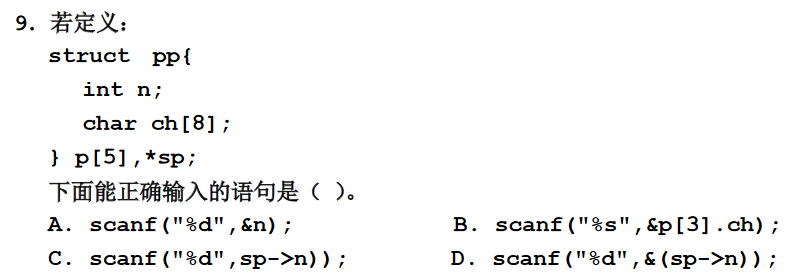 9. 若定义：
struct pp{
int n;
char ch[8];
} p[5],*sp;
下面能正确输入的语句是（ ）。
A. scanf("%d",&n); B. scanf("%s",&p[3].ch);
C. scanf("%d",sp->n)); D. scanf("%d",&(sp->n));